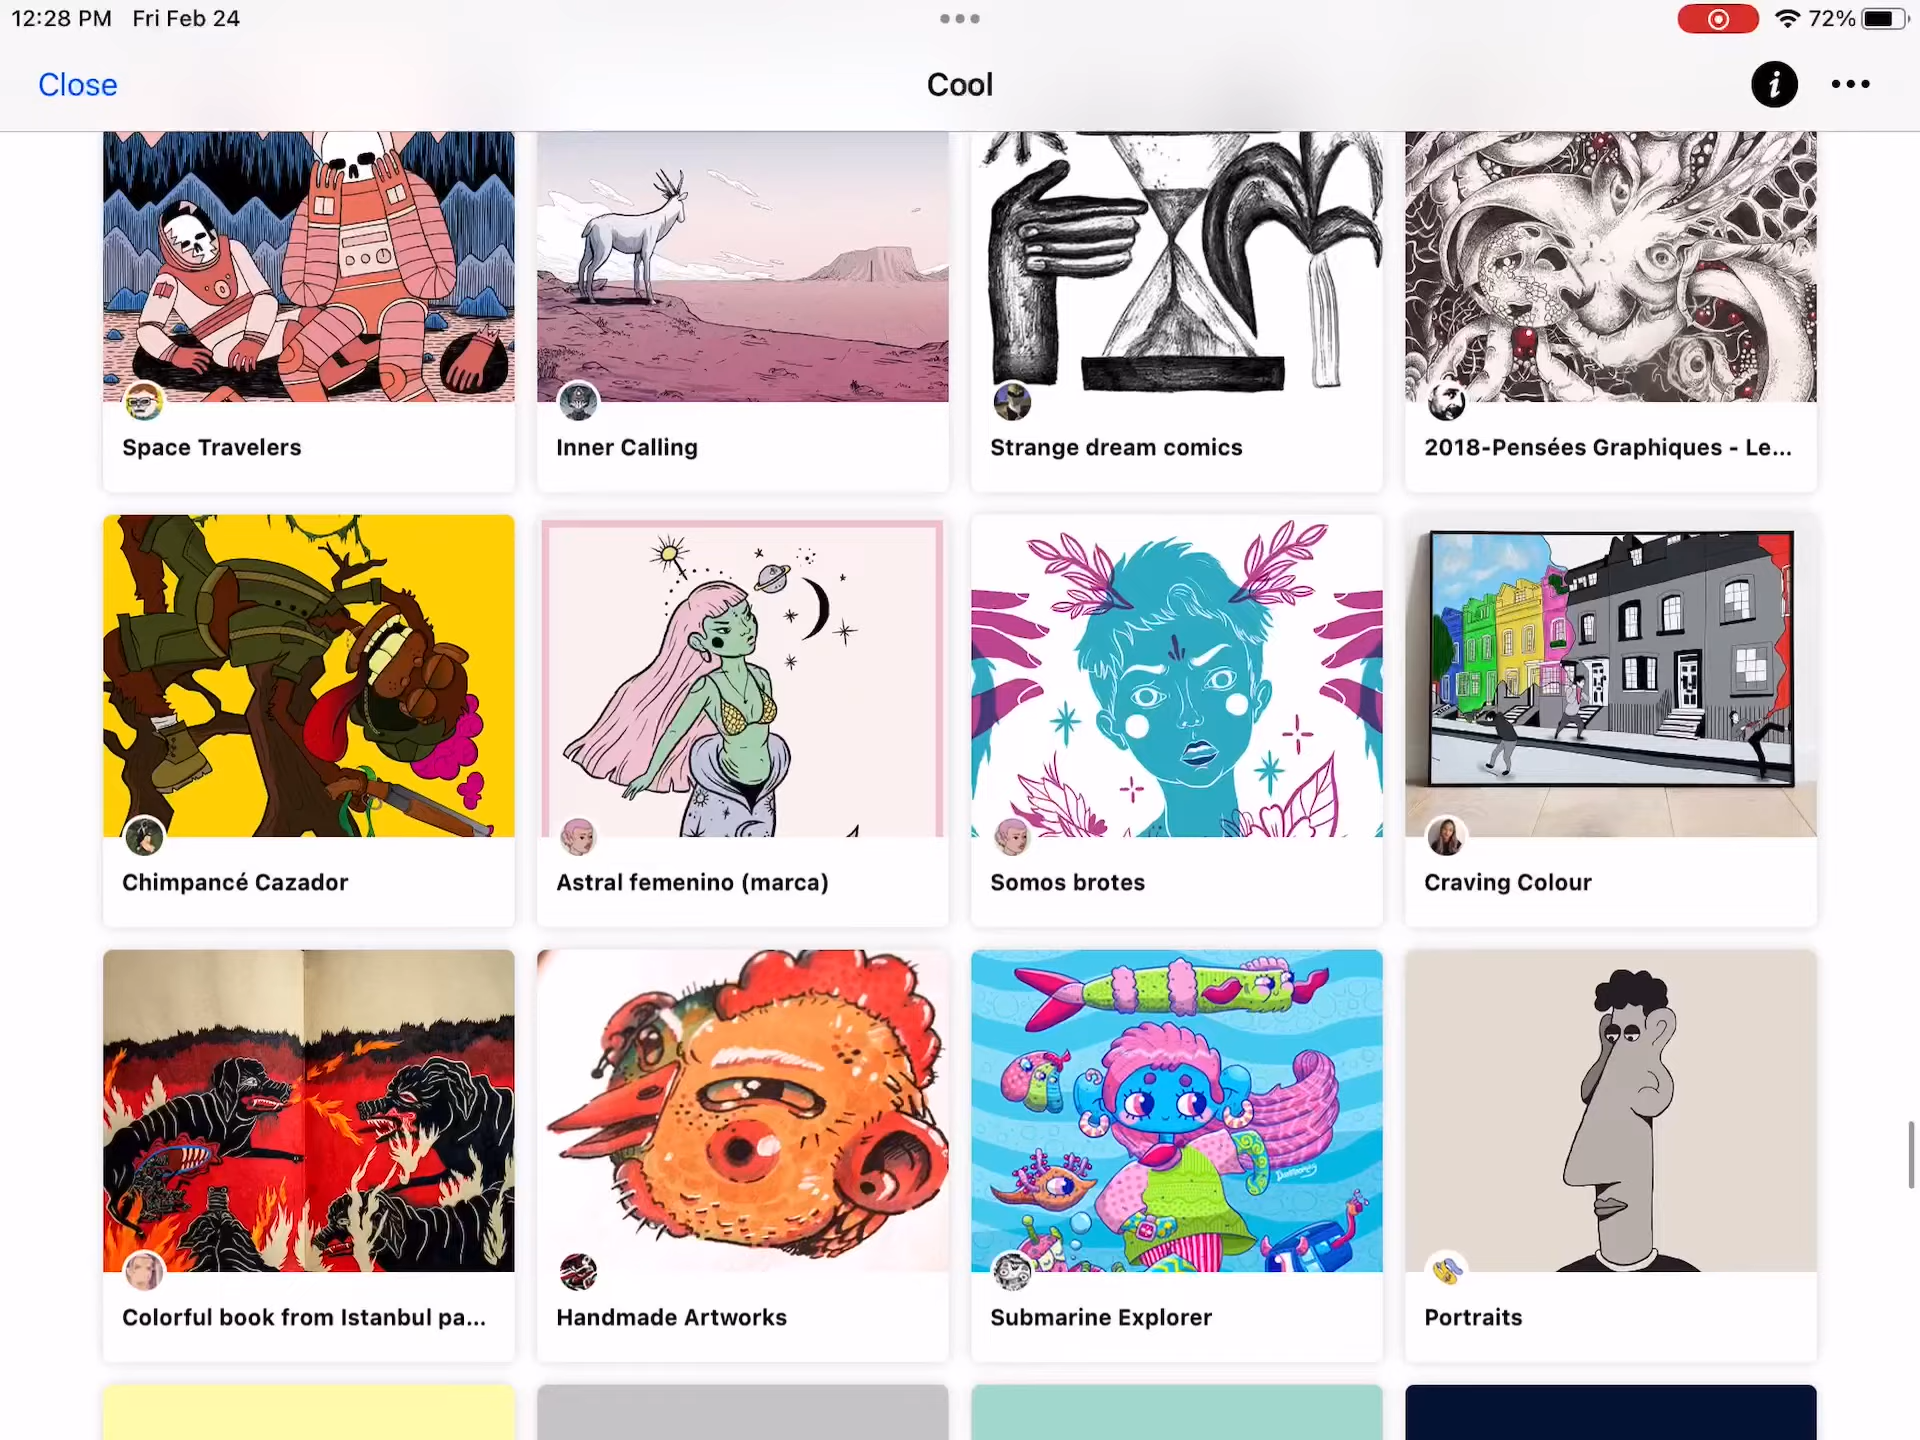 12:28 PM Fri Feb 24
72%
Close
Cool
Space Travelers
Inner Calling
Strange dream comics
2018-Pensées Graphiques - Le...
Chimpancé Cazador
Astral femenino (marca)
Somos brotes
Craving Colour
Colorful book from Istanbul pa...
Handmade Artworks
Submarine Explorer
Portraits